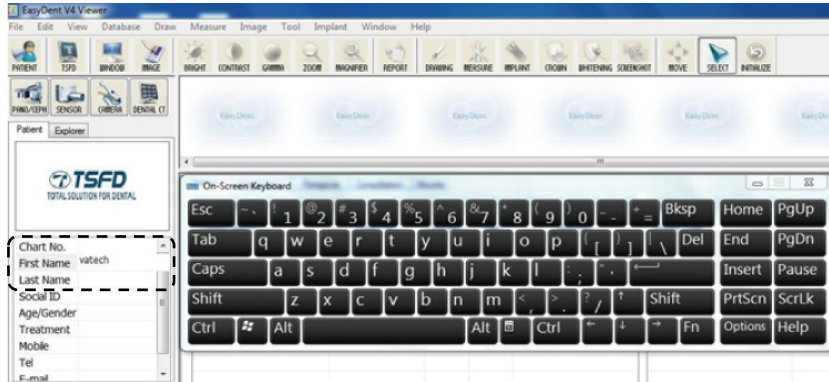 EasyDent V4 Viewer
File Edit View Database Draw Measure Image Tool Implant Window Help
PATIENT TSFD WINDOW IMAGE BRIGHT CONTRAST GAMMA ZOOM MAGNIFIER REPORT DRAWING MEASURE IMPLANT CROWN WHITENING SCREENSHOT MOVE SELECT INITIALIZE
PANO/CEPH SENSOR CAMERA DENTAL CT
EasyDent EasyDent EasyDent EasyDent EasyDent
Patient Explorer
TSFD
TOTAL SOLUTION FOR DENTAL
On-Screen Keyboard
Esc ~ ` ! 1 @ 2 # 3 $ 4 % 5 ^ 6 & 7 * 8 ( 9 ) 0 _ - + = Bksp Home PgUp
Tab q w e r t y u i o p { [ } ] | \ Del End PgDn
Caps a s d f g h j k l : ; " ' Insert Pause
Shift z x c v b n m < , > . ? / ↑ Shift PrtScn ScrLk
Ctrl Alt Alt Ctrl ← ↓ → Fn Options Help
Chart No.
First Name vatech
Last Name
Social ID
Age/Gender
Treatment
Mobile
Tel
E-mail